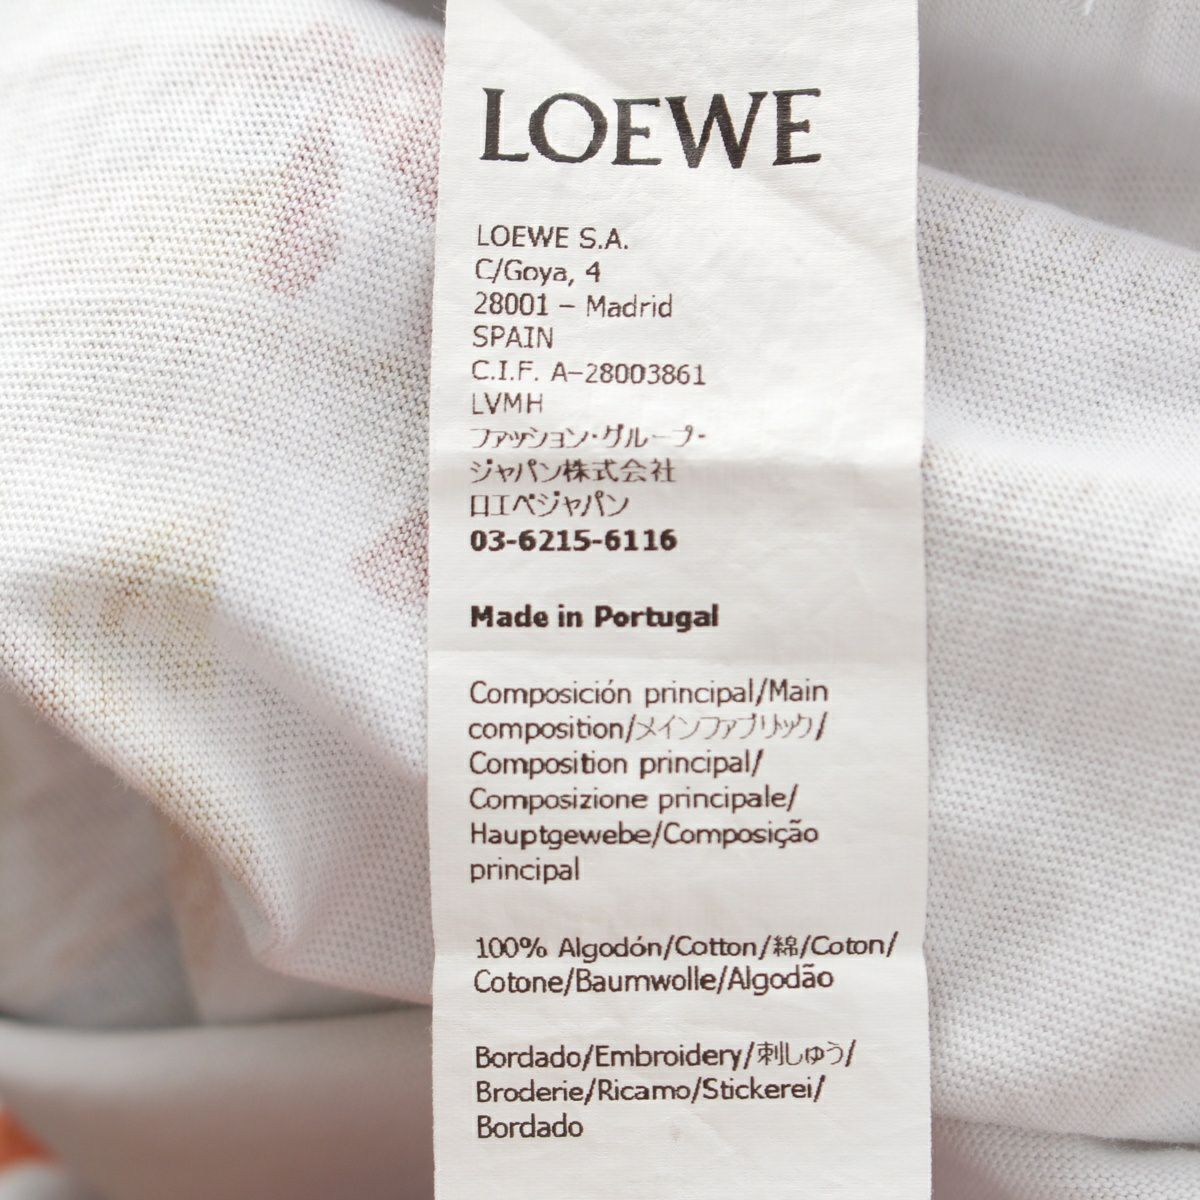 LOEWE
LOEWE S.A.
C/Goya, 4
28001 – Madrid
SPAIN
C.I.F. A–28003861
LVMH
ファッション・グループ・
ジャパン株式会社
ロエベジャパン
03-6215-6116
Made in Portugal
Composición principal/Main
composition/メインファブリック/
Composition principal/
Composizione principale/
Hauptgewebe/Composição
principal
100% Algodón/Cotton/綿/Coton/
Cotone/Baumwolle/Algodão
Bordado/Embroidery/刺しゅう/
Broderie/Ricamo/Stickerei/
Bordado